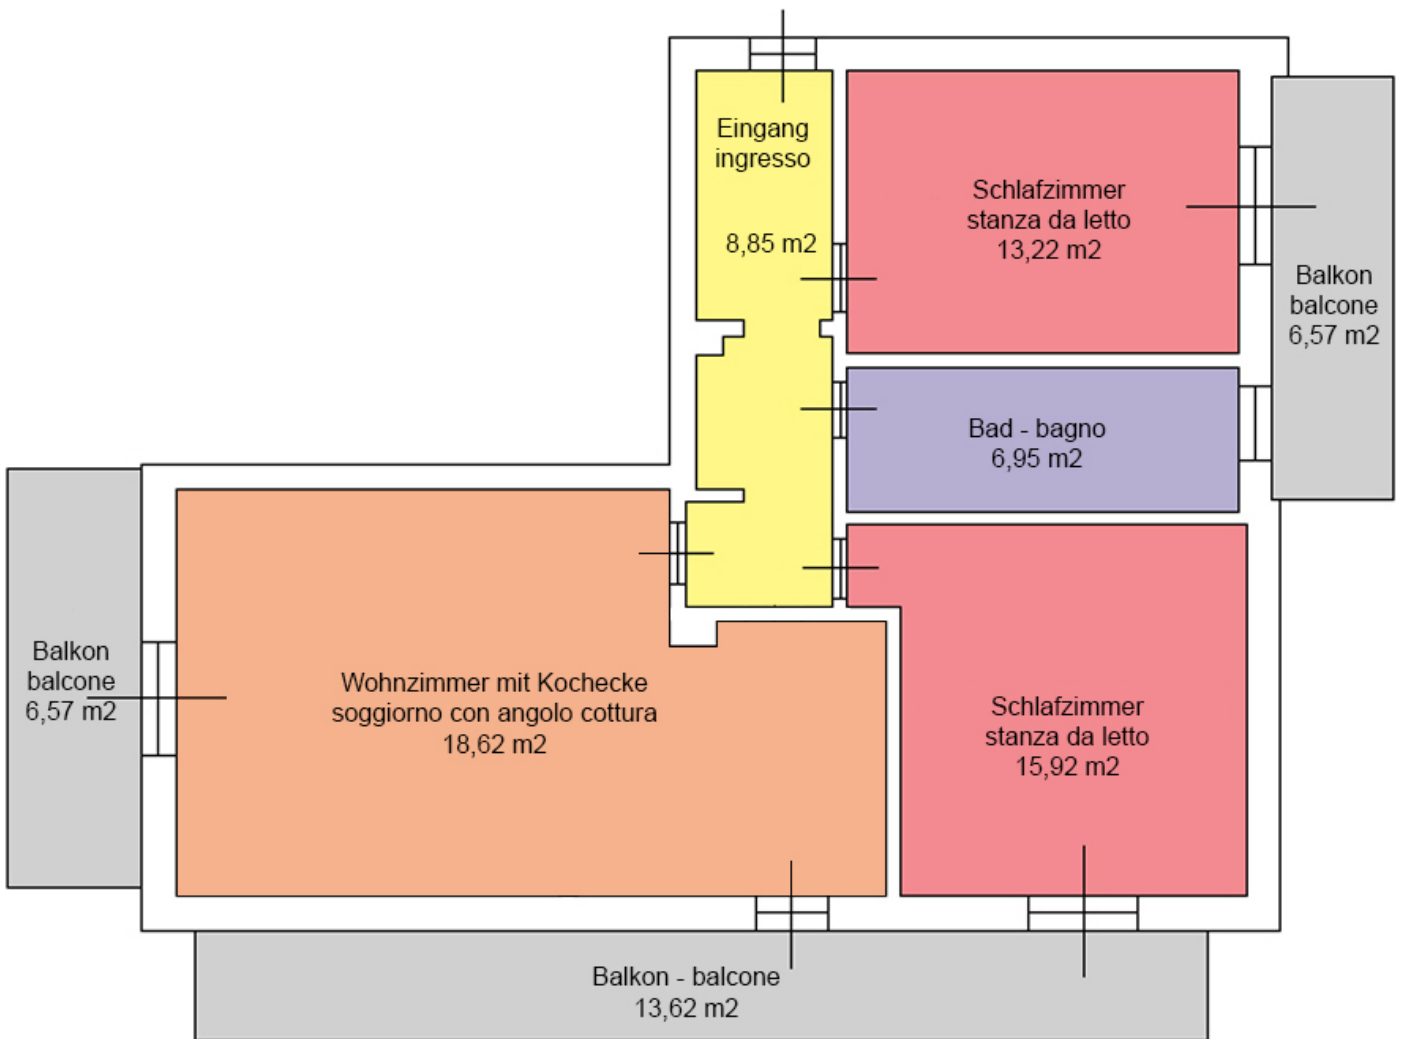 Eingang
ingresso
8,85 m2
Schlafzimmer
stanza da letto
13,22 m2
Balkon
balcone
6,57 m2
Bad - bagno
6,95 m2
Balkon
balcone
6,57 m2
Wohnzimmer mit Kochecke
soggiorno con angolo cottura
18,62 m2
Schlafzimmer
stanza da letto
15,92 m2
Balkon - balcone
13,62 m2